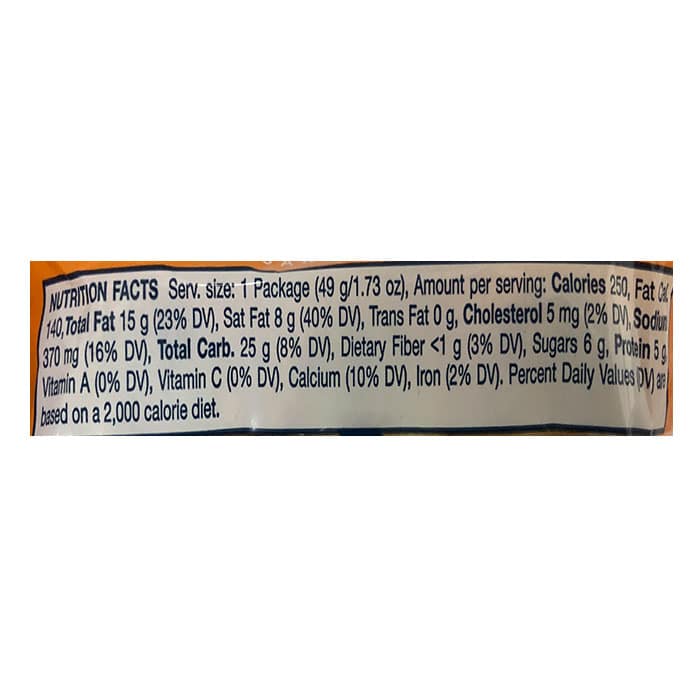 NUTRITION FACTS Serv. size: 1 Package (49 g/1.73 oz), Amount per serving: Calories 250, Fat Cal.
140, Total Fat 15 g (23% DV), Sat Fat 8 g (40% DV), Trans Fat 0 g, Cholesterol 5 mg (2% DV), Sodium
370 mg (16% DV), Total Carb. 25 g (8% DV), Dietary Fiber <1 g (3% DV), Sugars 6 g, Protein 5 g,
Vitamin A (0% DV), Vitamin C (0% DV), Calcium (10% DV), Iron (2% DV). Percent Daily Values (DV) are
based on a 2,000 calorie diet.